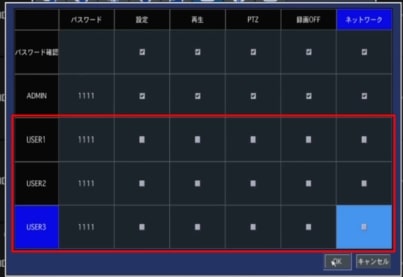 パスワード 設定 再生 PTZ 録画OFF ネットワーク
パスワード確認
ADMIN 1111
USER1 1111
USER2 1111
USER3 1111
OK キャンセル